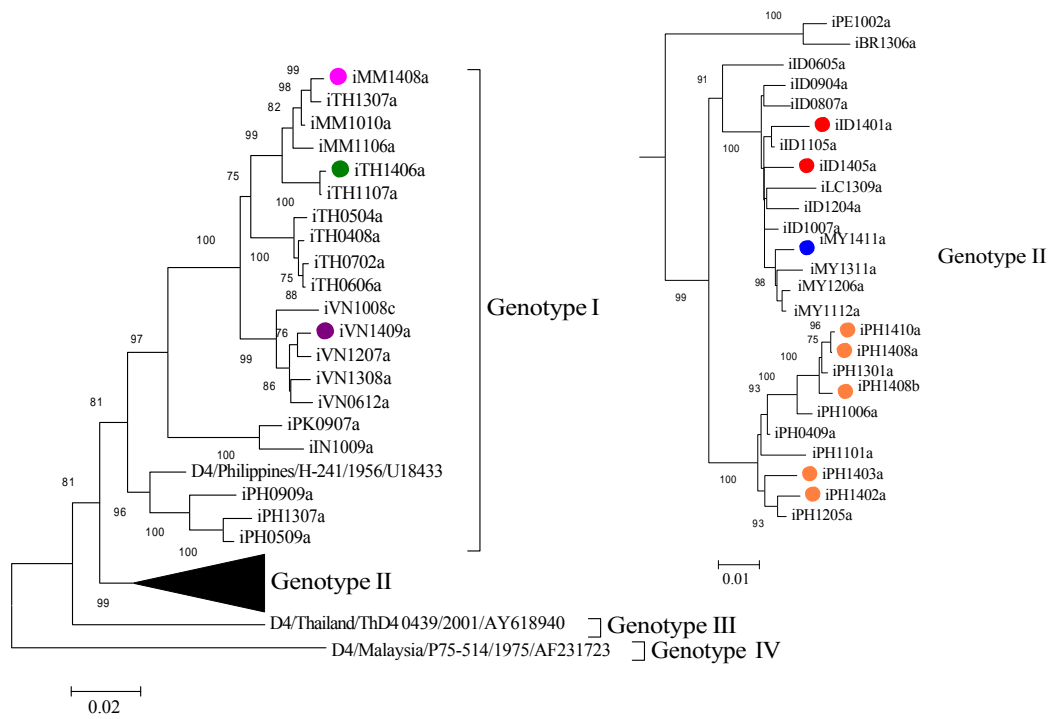 99
iMM1408a
98
iTH1307a
82
iMM1010a
99
iMM1106a
iTH1406a
75
iTH1107a
100
iTH0504a
iTH0408a
100
100
iTH0702a
75
iTH0606a
88
iVN1008c
Genotype I
76
iVN1409a
97
iVN1207a
99
iVN1308a
86
iVN0612a
81
iPK0907a
iIN1009a
100
D4/Philippines/H-241/1956/U18433
81
iPH0909a
96
iPH1307a
100
iPH0509a
100
Genotype II
99
D4/Thailand/ThD4 0439/2001/AY618940
Genotype III
D4/Malaysia/P75-514/1975/AF231723
Genotype IV
0.02
100
iPE1002a
iBR1306a
91
iID0605a
iID0904a
iID0807a
iID1401a
100
iID1105a
iID1405a
iLC1309a
iID1204a
iID1007a
iMY1411a
Genotype II
iMY1311a
98
iMY1206a
99
iMY1112a
96
iPH1410a
75
iPH1408a
100
iPH1301a
100
iPH1408b
93
iPH1006a
iPH0409a
iPH1101a
iPH1403a
100
iPH1402a
93
iPH1205a
0.01